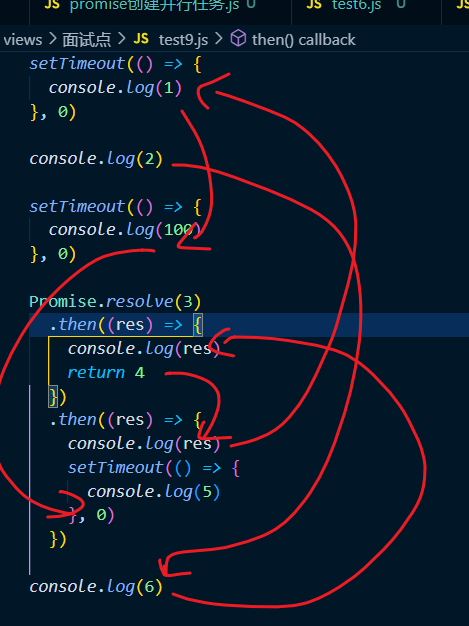 promise创建并行任务.js U JS test6.js U
views > 面试点 > JS test9.js > then() callback
setTimeout(() => {
console.log(1)
}, 0)
console.log(2)
setTimeout(() => {
console.log(100)
}, 0)
Promise.resolve(3)
.then((res) => {
console.log(res)
return 4
})
.then((res) => {
console.log(res)
setTimeout(() => {
console.log(5)
}, 0)
})
console.log(6)